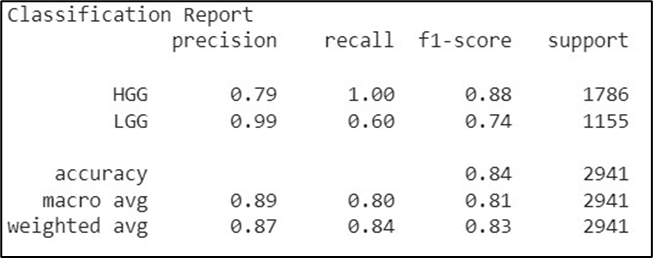 Classification Report
precision recall f1-score support
HGG 0.79 1.00 0.88 1786
LGG 0.99 0.60 0.74 1155
accuracy 0.84 2941
macro avg 0.89 0.80 0.81 2941
weighted avg 0.87 0.84 0.83 2941